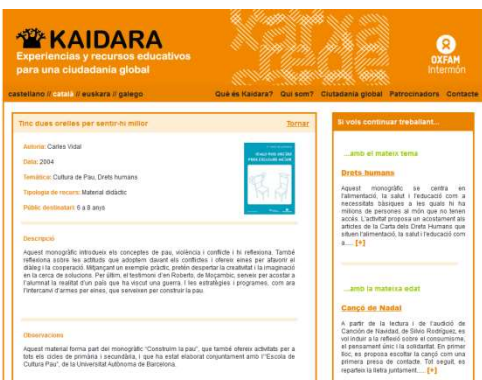 KAIDARA
Experiencias y recursos educativos
para una ciudadanía global
xarxa
rede
OXFAM
Intermón
castellano // català // euskara // galego
Què és Kaidara? Qui som? Ciutadania global Patrocinadors Contacte
Tinc dues orelles per sentir-hi millor
Tornar
Autoria: Carles Vidal
Data: 2004
Temàtica: Cultura de Pau, Drets humans
Tipologia de recurs: Material didàctic
Públic destinatari: 6 a 8 anys
Descripció
Aquest monogràfic introdueix els conceptes de pau, violència i conflicte i hi reflexiona. També
reflexiona sobre les actituds que adoptem davant els conflictes i ofereix eines per afavorir el
diàleg i la cooperació. Mitjançant un exemple pràctic, pretén despertar la creativitat i la imaginació
en la cerca de solucions. Per últim, el testimoni d'en Roberto, de Moçambic, serveix per acostar a
l'alumnat la realitat d'un país que ha viscut una guerra. I les estratègies i programes, com ara
l'intercanvi d'armes per eines, que serveixen per construir la pau.
Observacions
Aquest material forma part del monogràfic "Construïm la pau", que també ofereix activitats per a
tots els cicles de primària i secundària, i que ha estat elaborat conjuntament amb l'"Escola de
Cultura Pau", de la Universitat Autònoma de Barcelona.
Si vols continuar treballant...
...amb el mateix tema
Drets humans
Aquest monogràfic se centra en
l'alimentació, la salut i l'educació com a
necessitats bàsiques a les quals hi ha
milions de persones al món que no tenen
accés. L'activitat proposa un acostament als
articles de la Carta dels Drets Humans que
situen l'alimentació, la salut i l'educació com
a..... [+]
...amb la mateixa edat
Cançó de Nadal
A partir de la lectura i de l'audició de
Canción de Navidad, de Silvio Rodríguez, es
vol induir a la reflexió sobre el consumisme,
el pensament únic i la solidaritat. En primer
lloc, es proposa escoltar la cançó com una
primera presa de contacte. Tot seguit, es
reparteix la lletra juntament..... [+]